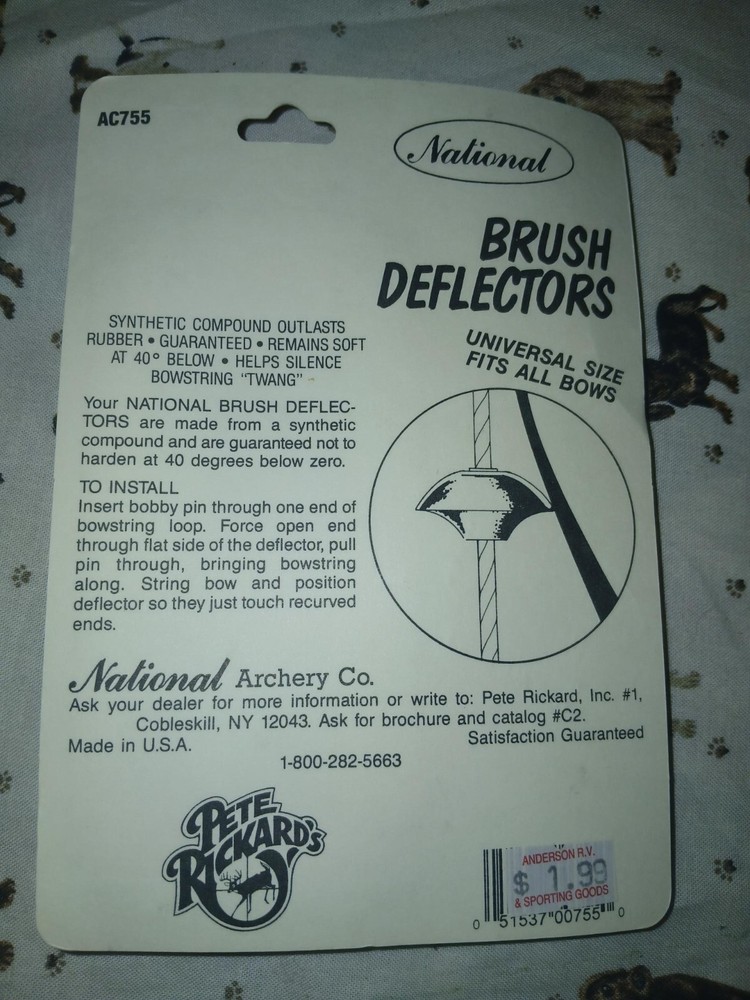 AC755
National
BRUSH
DEFLECTORS
UNIVERSAL SIZE
FITS ALL BOWS
SYNTHETIC COMPOUND OUTLASTS
RUBBER • GUARANTEED • REMAINS SOFT
AT 40° BELOW • HELPS SILENCE
BOWSTRING "TWANG"
Your NATIONAL BRUSH DEFLEC-
TORS are made from a synthetic
compound and are guaranteed not to
harden at 40 degrees below zero.
TO INSTALL
Insert bobby pin through one end of
bowstring loop. Force open end
through flat side of the deflector, pull
pin through, bringing bowstring
along. String bow and position
deflector so they just touch recurved
ends.
National Archery Co.
Ask your dealer for more information or write to: Pete Rickard, Inc. #1,
Cobleskill, NY 12043. Ask for brochure and catalog #C2.
Made in U.S.A. Satisfaction Guaranteed
1-800-282-5663
PETE
RICKARD'S
ANDERSON R.V.
$ 1.99
& SPORTING GOODS
0 51537 00755 0